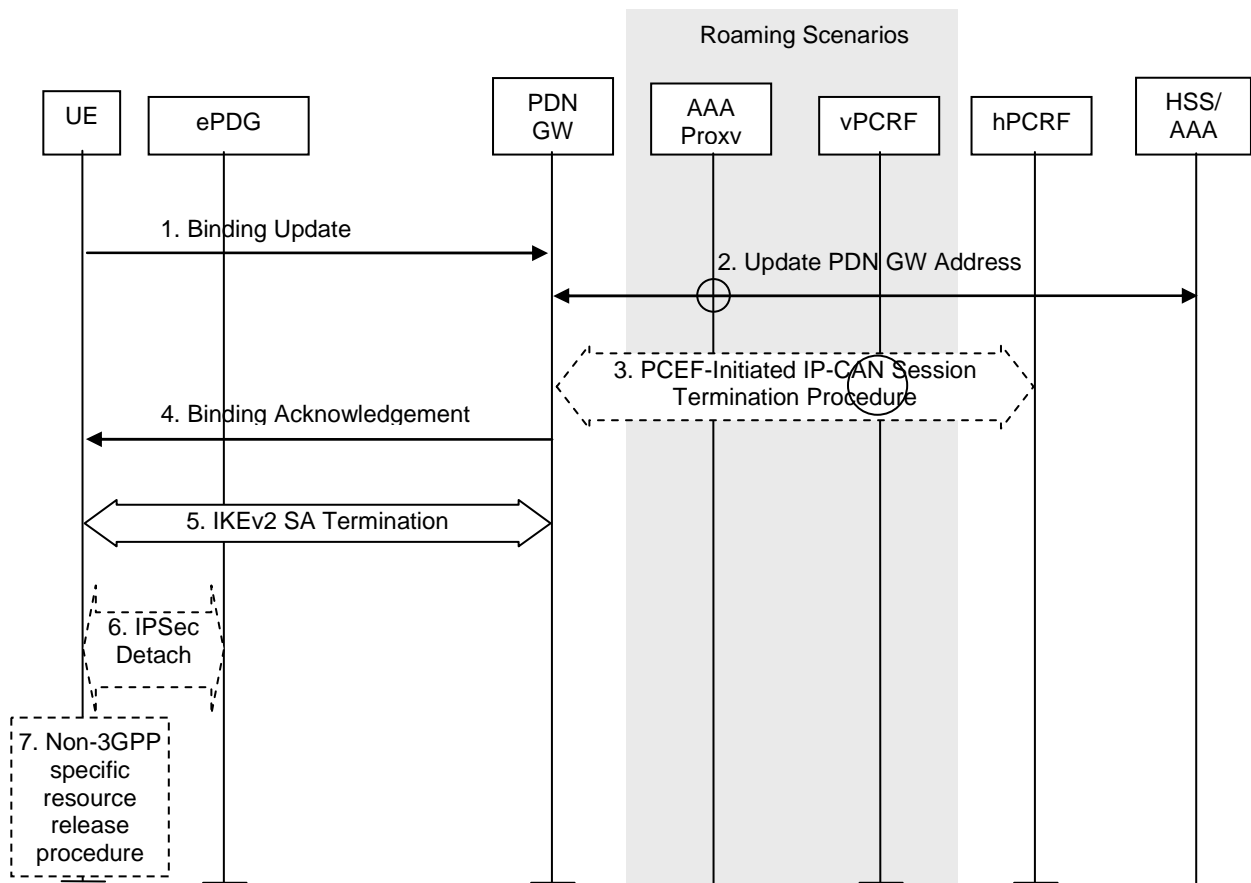 Roaming Scenarios
UE
ePDG
PDN
GW
AAA
Proxy
vPCRF
hPCRF
HSS/
AAA
1. Binding Update
2. Update PDN GW Address
3. PCEF-Initiated IP-CAN Session
Termination Procedure
4. Binding Acknowledgement
5. IKEv2 SA Termination
6. IPSec
Detach
7. Non-3GPP
specific
resource
release
procedure